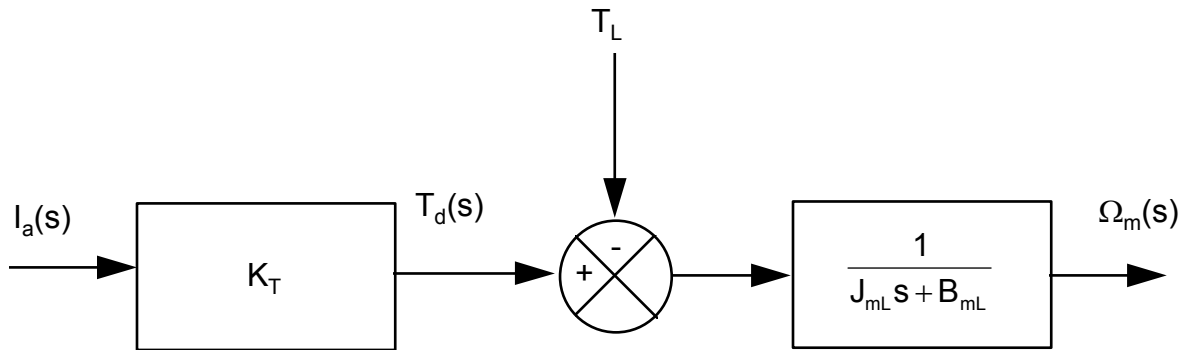 T_L
I_a(s)
K_T
T_d(s)
-
+
1
J_mL s + B_mL
Ω_m(s)